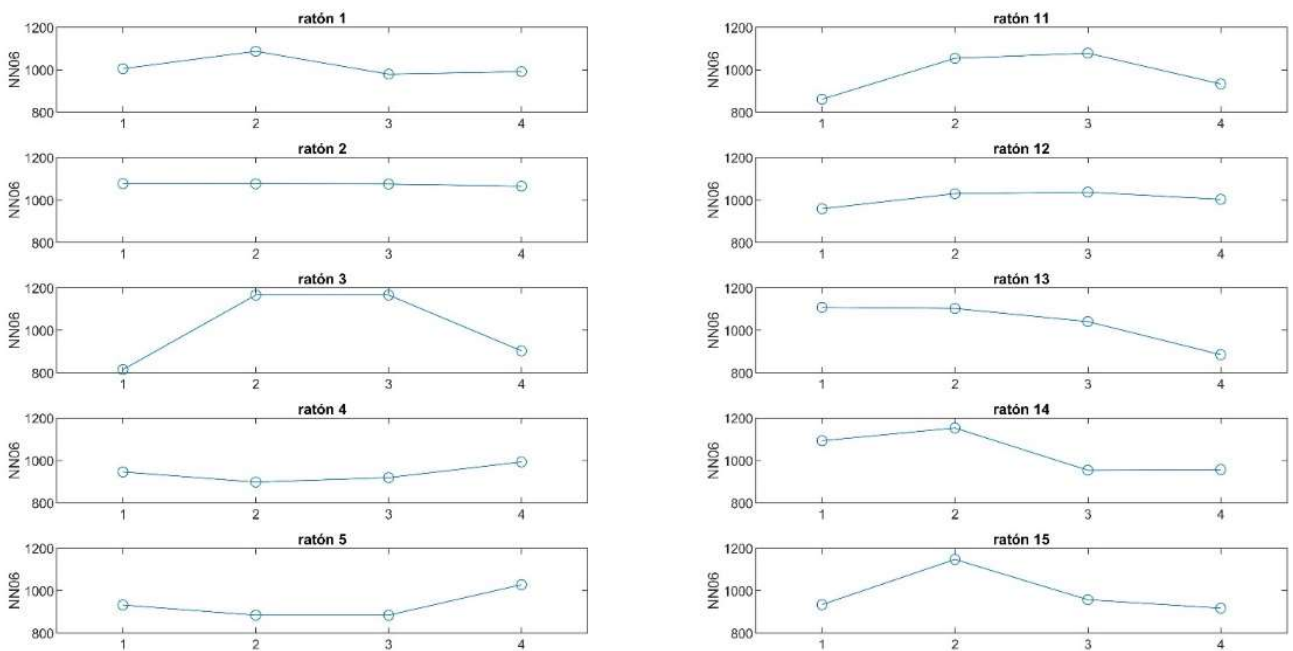 ratón 1
1200
1000
800
NN06
1 2 3 4
ratón 2
1200
1000
800
NN06
1 2 3 4
ratón 3
1200
1000
800
NN06
1 2 3 4
ratón 4
1200
1000
800
NN06
1 2 3 4
ratón 5
1200
1000
800
NN06
1 2 3 4
ratón 11
1200
1000
800
NN06
1 2 3 4
ratón 12
1200
1000
800
NN06
1 2 3 4
ratón 13
1200
1000
800
NN06
1 2 3 4
ratón 14
1200
1000
800
NN06
1 2 3 4
ratón 15
1200
1000
800
NN06
1 2 3 4